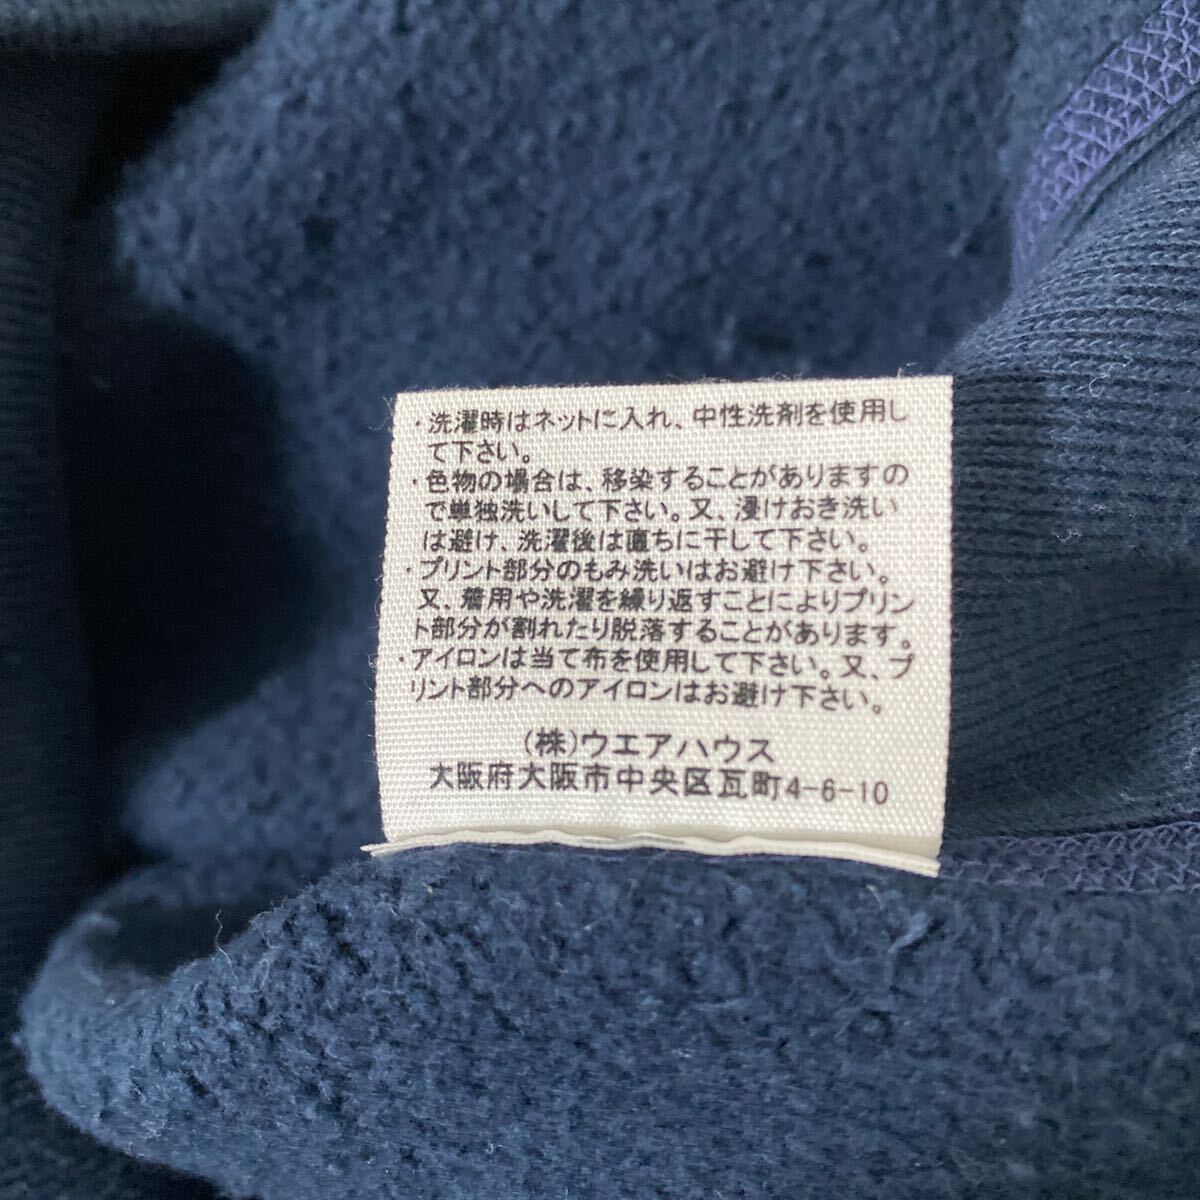 ・洗濯時はネットに入れ、中性洗剤を使用し
て下さい。
・色物の場合は、移染することがありますの
で単独洗いして下さい。又、浸けおき洗い
は避け、洗濯後は直ちに干して下さい。
・プリント部分のもみ洗いはお避け下さい。
又、着用や洗濯を繰り返すことによりプリン
ト部分が割れたり脱落することがあります。
・アイロンは当て布を使用して下さい。又、プ
リント部分へのアイロンはお避け下さい。
(株)ウエアハウス
大阪府大阪市中央区瓦町4-6-10